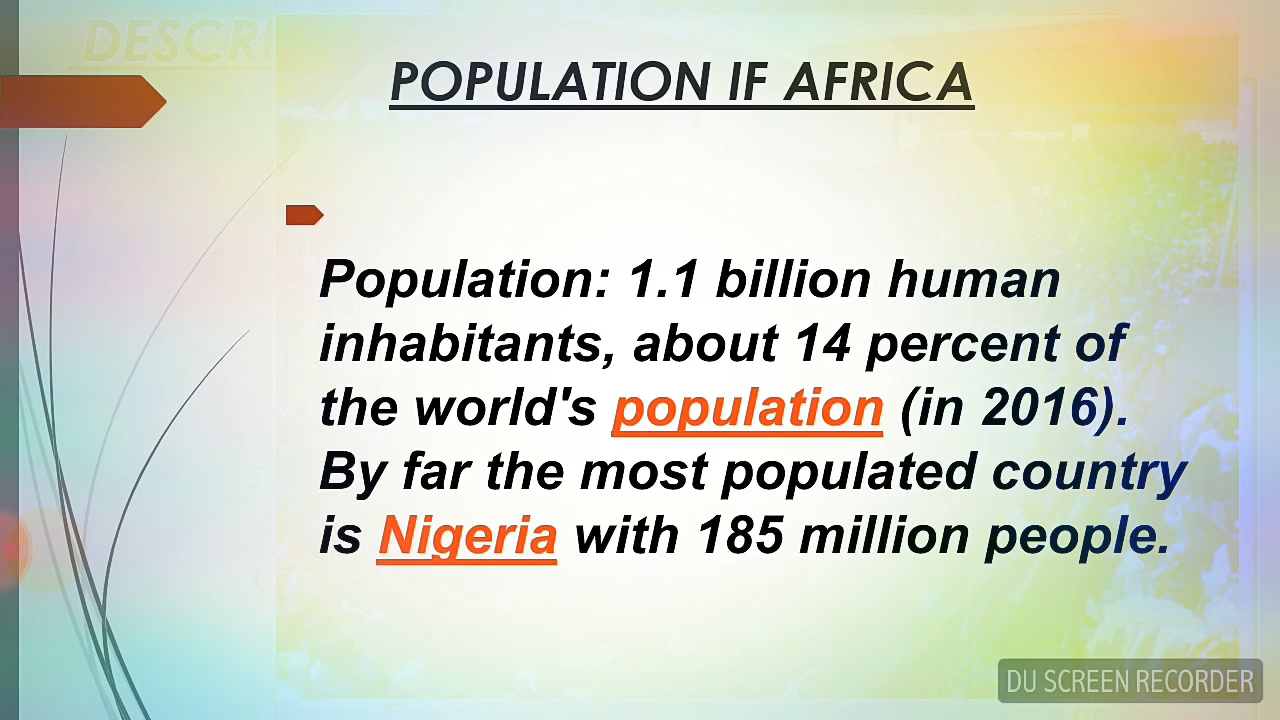 DESCRI
POPULATION IF AFRICA
Population: 1.1 billion human
inhabitants, about 14 percent of
the world's population (in 2016).
By far the most populated country
is Nigeria with 185 million people.
DU SCREEN RECORDER